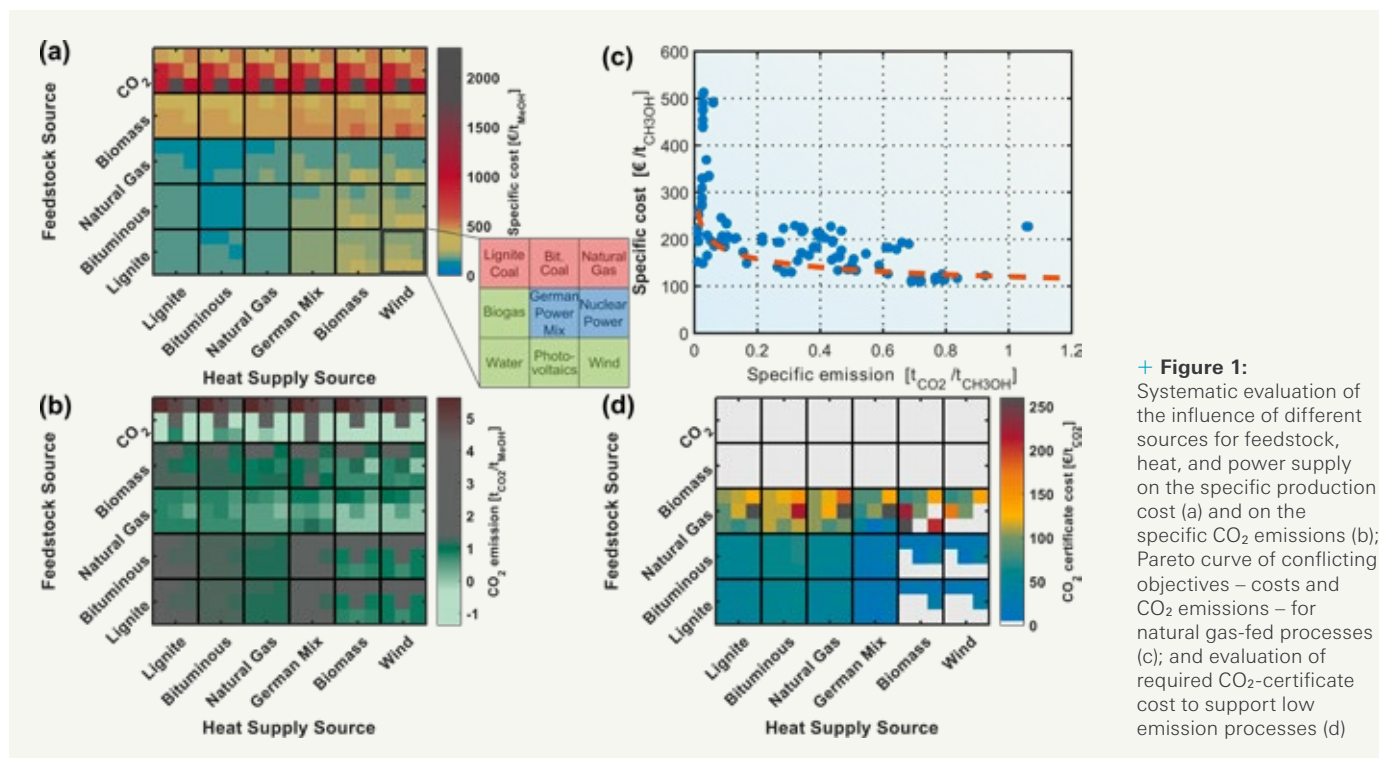 (a)
Feedstock Source
CO2
Biomass
Natural Gas
Bituminous
Lignite
Lignite
Bituminous
Natural Gas
German Mix
Biomass
Wind
Heat Supply Source
2000
1500
1000
500
0
Specific cost [€/tMeOH]
Lignite Coal
Bit. Coal
Natural Gas
Biogas
German Power Mix
Nuclear Power
Water
Photo-voltaics
Wind
(c)
600
500
400
300
200
100
0
Specific cost [€ /tCH3OH]
0 0.2 0.4 0.6 0.8 1 1.2
Specific emission [tCO2 /tCH3OH]
(b)
Feedstock Source
CO2
Biomass
Natural Gas
Bituminous
Lignite
Lignite
Bituminous
Natural Gas
German Mix
Biomass
Wind
Heat Supply Source
5
4
3
2
1
0
-1
CO2 emission [tCO2/tMeOH]
(d)
Feedstock Source
CO2
Biomass
Natural Gas
Bituminous
Lignite
Lignite
Bituminous
Natural Gas
German Mix
Biomass
Wind
Heat Supply Source
250
200
150
100
50
0
CO2 certificate cost [€/tCO2]
+ Figure 1:
Systematic evaluation of
the influence of different
sources for feedstock,
heat, and power supply
on the specific production
cost (a) and on the
specific CO₂ emissions (b);
Pareto curve of conflicting
objectives – costs and
CO₂ emissions – for
natural gas-fed processes
(c); and evaluation of
required CO₂-certificate
cost to support low
emission processes (d)